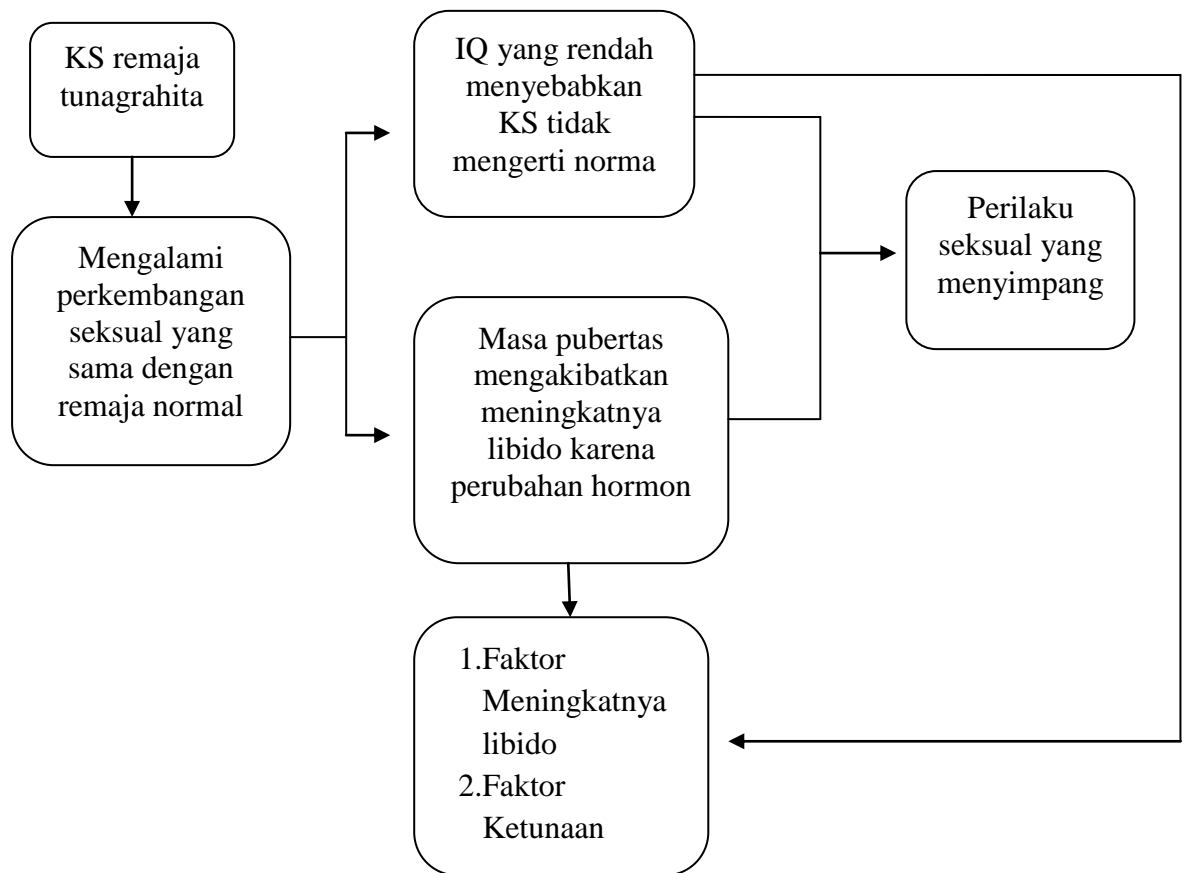 KS remaja
tunagrahita
Mengalami
perkembangan
seksual yang
sama dengan
remaja normal
IQ yang rendah
menyebabkan
KS tidak
mengerti norma
Masa pubertas
mengakibatkan
meningkatnya
libido karena
perubahan hormon
Perilaku
seksual yang
menyimpang
1.Faktor
Meningkatnya
libido
2.Faktor
Ketunaan